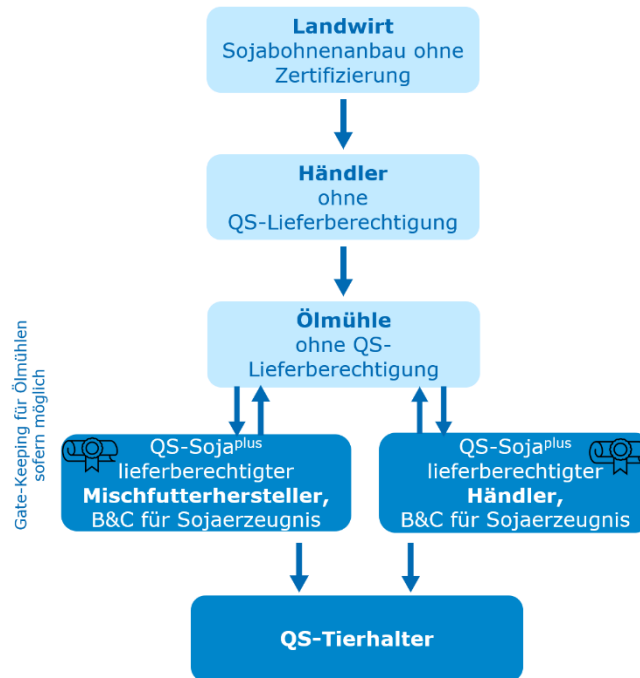 Landwirt
Sojabohnenanbau ohne
Zertifizierung
Händler
ohne
QS-Lieferberechtigung
Ölmühle
ohne QS-
Lieferberechtigung
Gate-Keeping für Ölmühlen
sofern möglich
QS-Sojaplus
lieferberechtigter
Mischfutterhersteller,
B&C für Sojaerzeugnis
QS-Sojaplus
lieferberechtigter
Händler,
B&C für Sojaerzeugnis
QS-Tierhalter